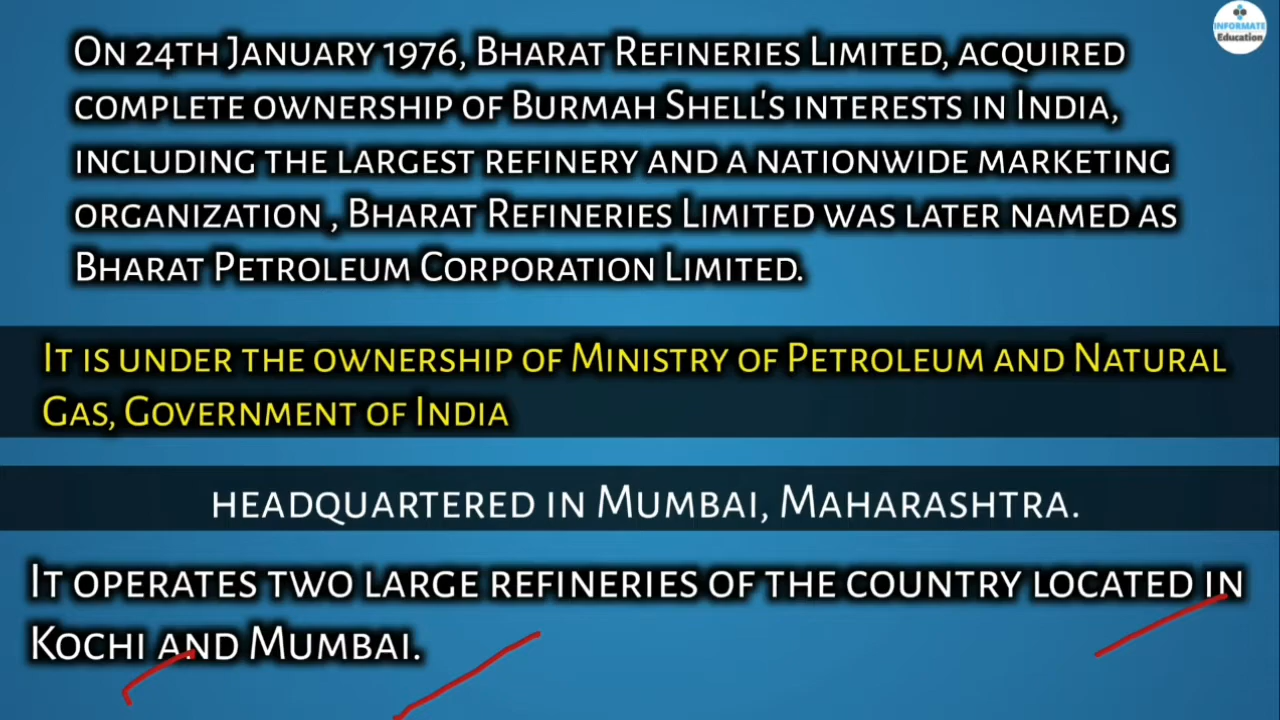 INFORMATE
Education
On 24th January 1976, Bharat Refineries Limited, acquired
complete ownership of Burmah Shell's interests in India,
including the largest refinery and a nationwide marketing
organization , Bharat Refineries Limited was later named as
Bharat Petroleum Corporation Limited.
It is under the ownership of Ministry of Petroleum and Natural
Gas, Government of India
headquartered in Mumbai, Maharashtra.
It operates two large refineries of the country located in
Kochi and Mumbai.